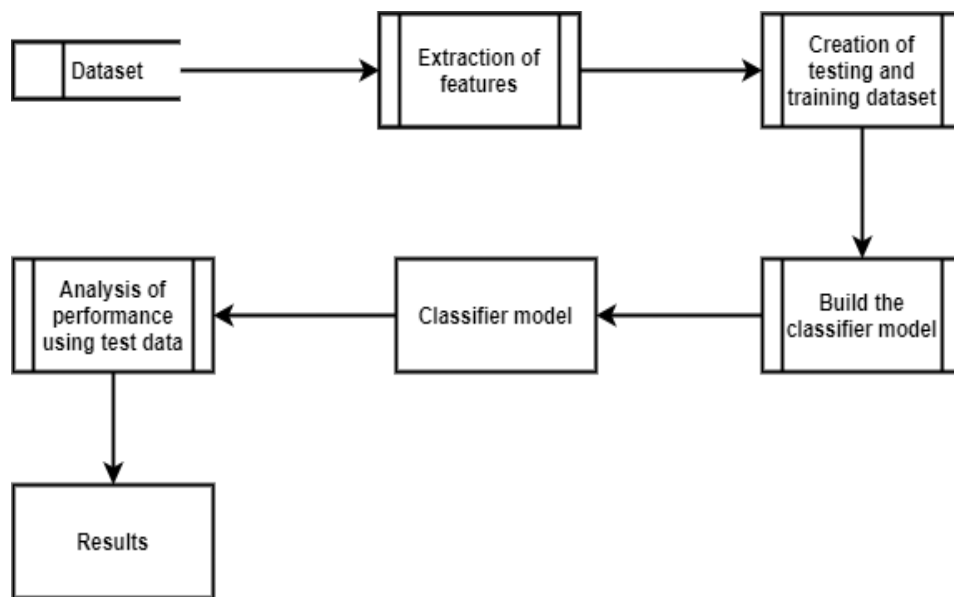 Dataset
Extraction of
features
Creation of
testing and
training dataset
Analysis of
performance
using test data
Classifier model
Build the
classifier model
Results